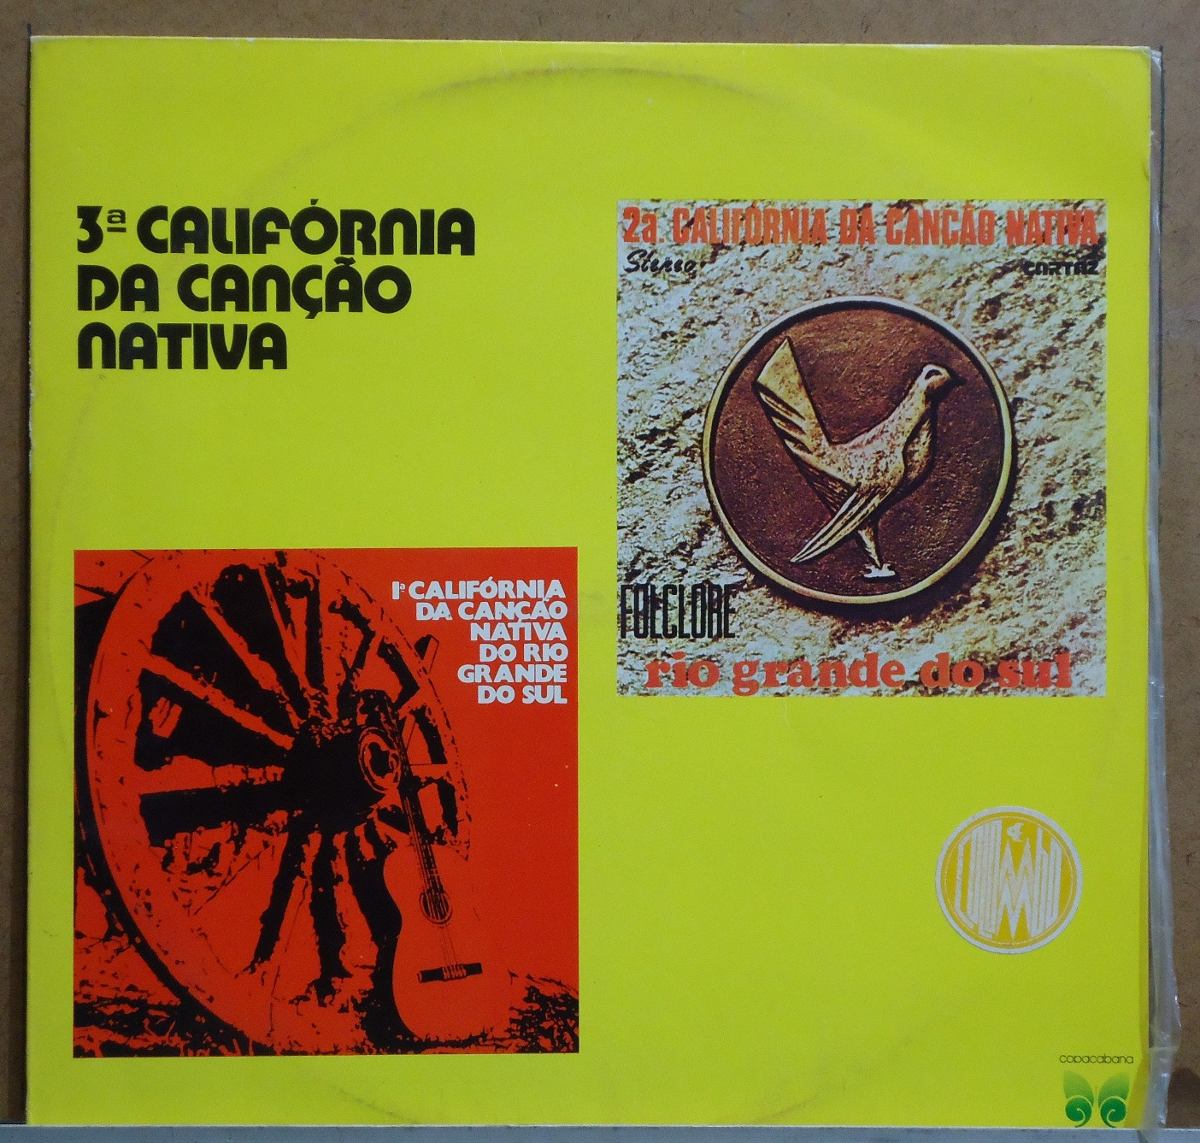 3ª CALIFÓRNIA
DA CANÇÃO
NATIVA
2a. CALIFÓRNIA DA CANÇÃO NATIVA
Stereo
CARTAZ
FOLCLORE
rio grande do sul
1ª CALIFÓRNIA
DA CANÇÃO
NATIVA
DO RIO
GRANDE
DO SUL
copacabana